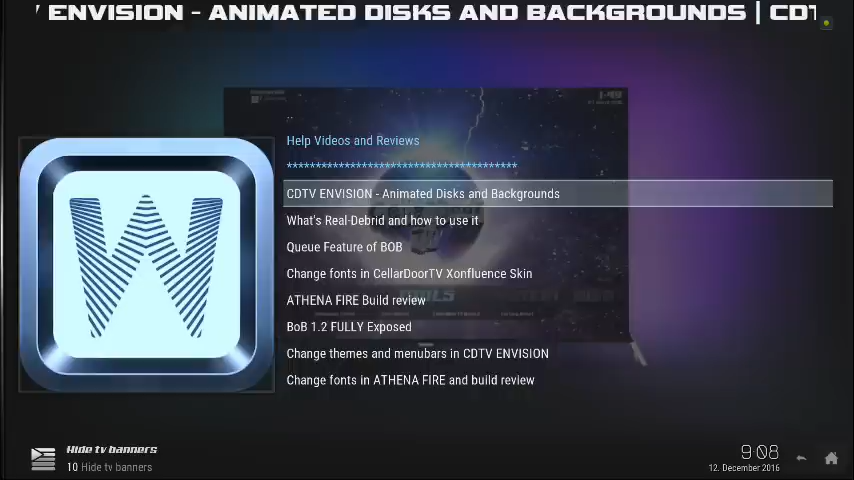 ENVISION - ANIMATED DISKS AND BACKGROUNDS | CDT
..
Help Videos and Reviews
****************************************
CDTV ENVISION - Animated Disks and Backgrounds
What's Real-Debrid and how to use it
Queue Feature of BOB
Change fonts in CellarDoorTV Xonfluence Skin
ATHENA FIRE Build review
BoB 1.2 FULLY Exposed
Change themes and menubars in CDTV ENVISION
Change fonts in ATHENA FIRE and build review
W
Hide tv banners
10 Hide tv banners
9:08
12. December 2016